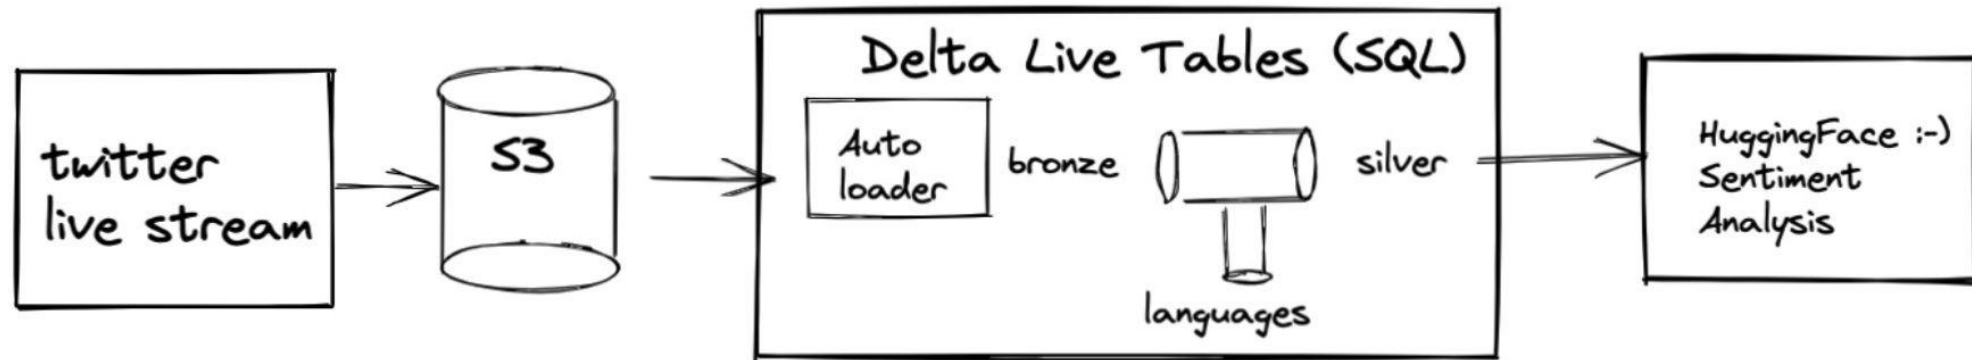 twitter
live stream
S3
Delta Live Tables (SQL)
Auto
loader
bronze
silver
languages
HuggingFace :-)
Sentiment
Analysis